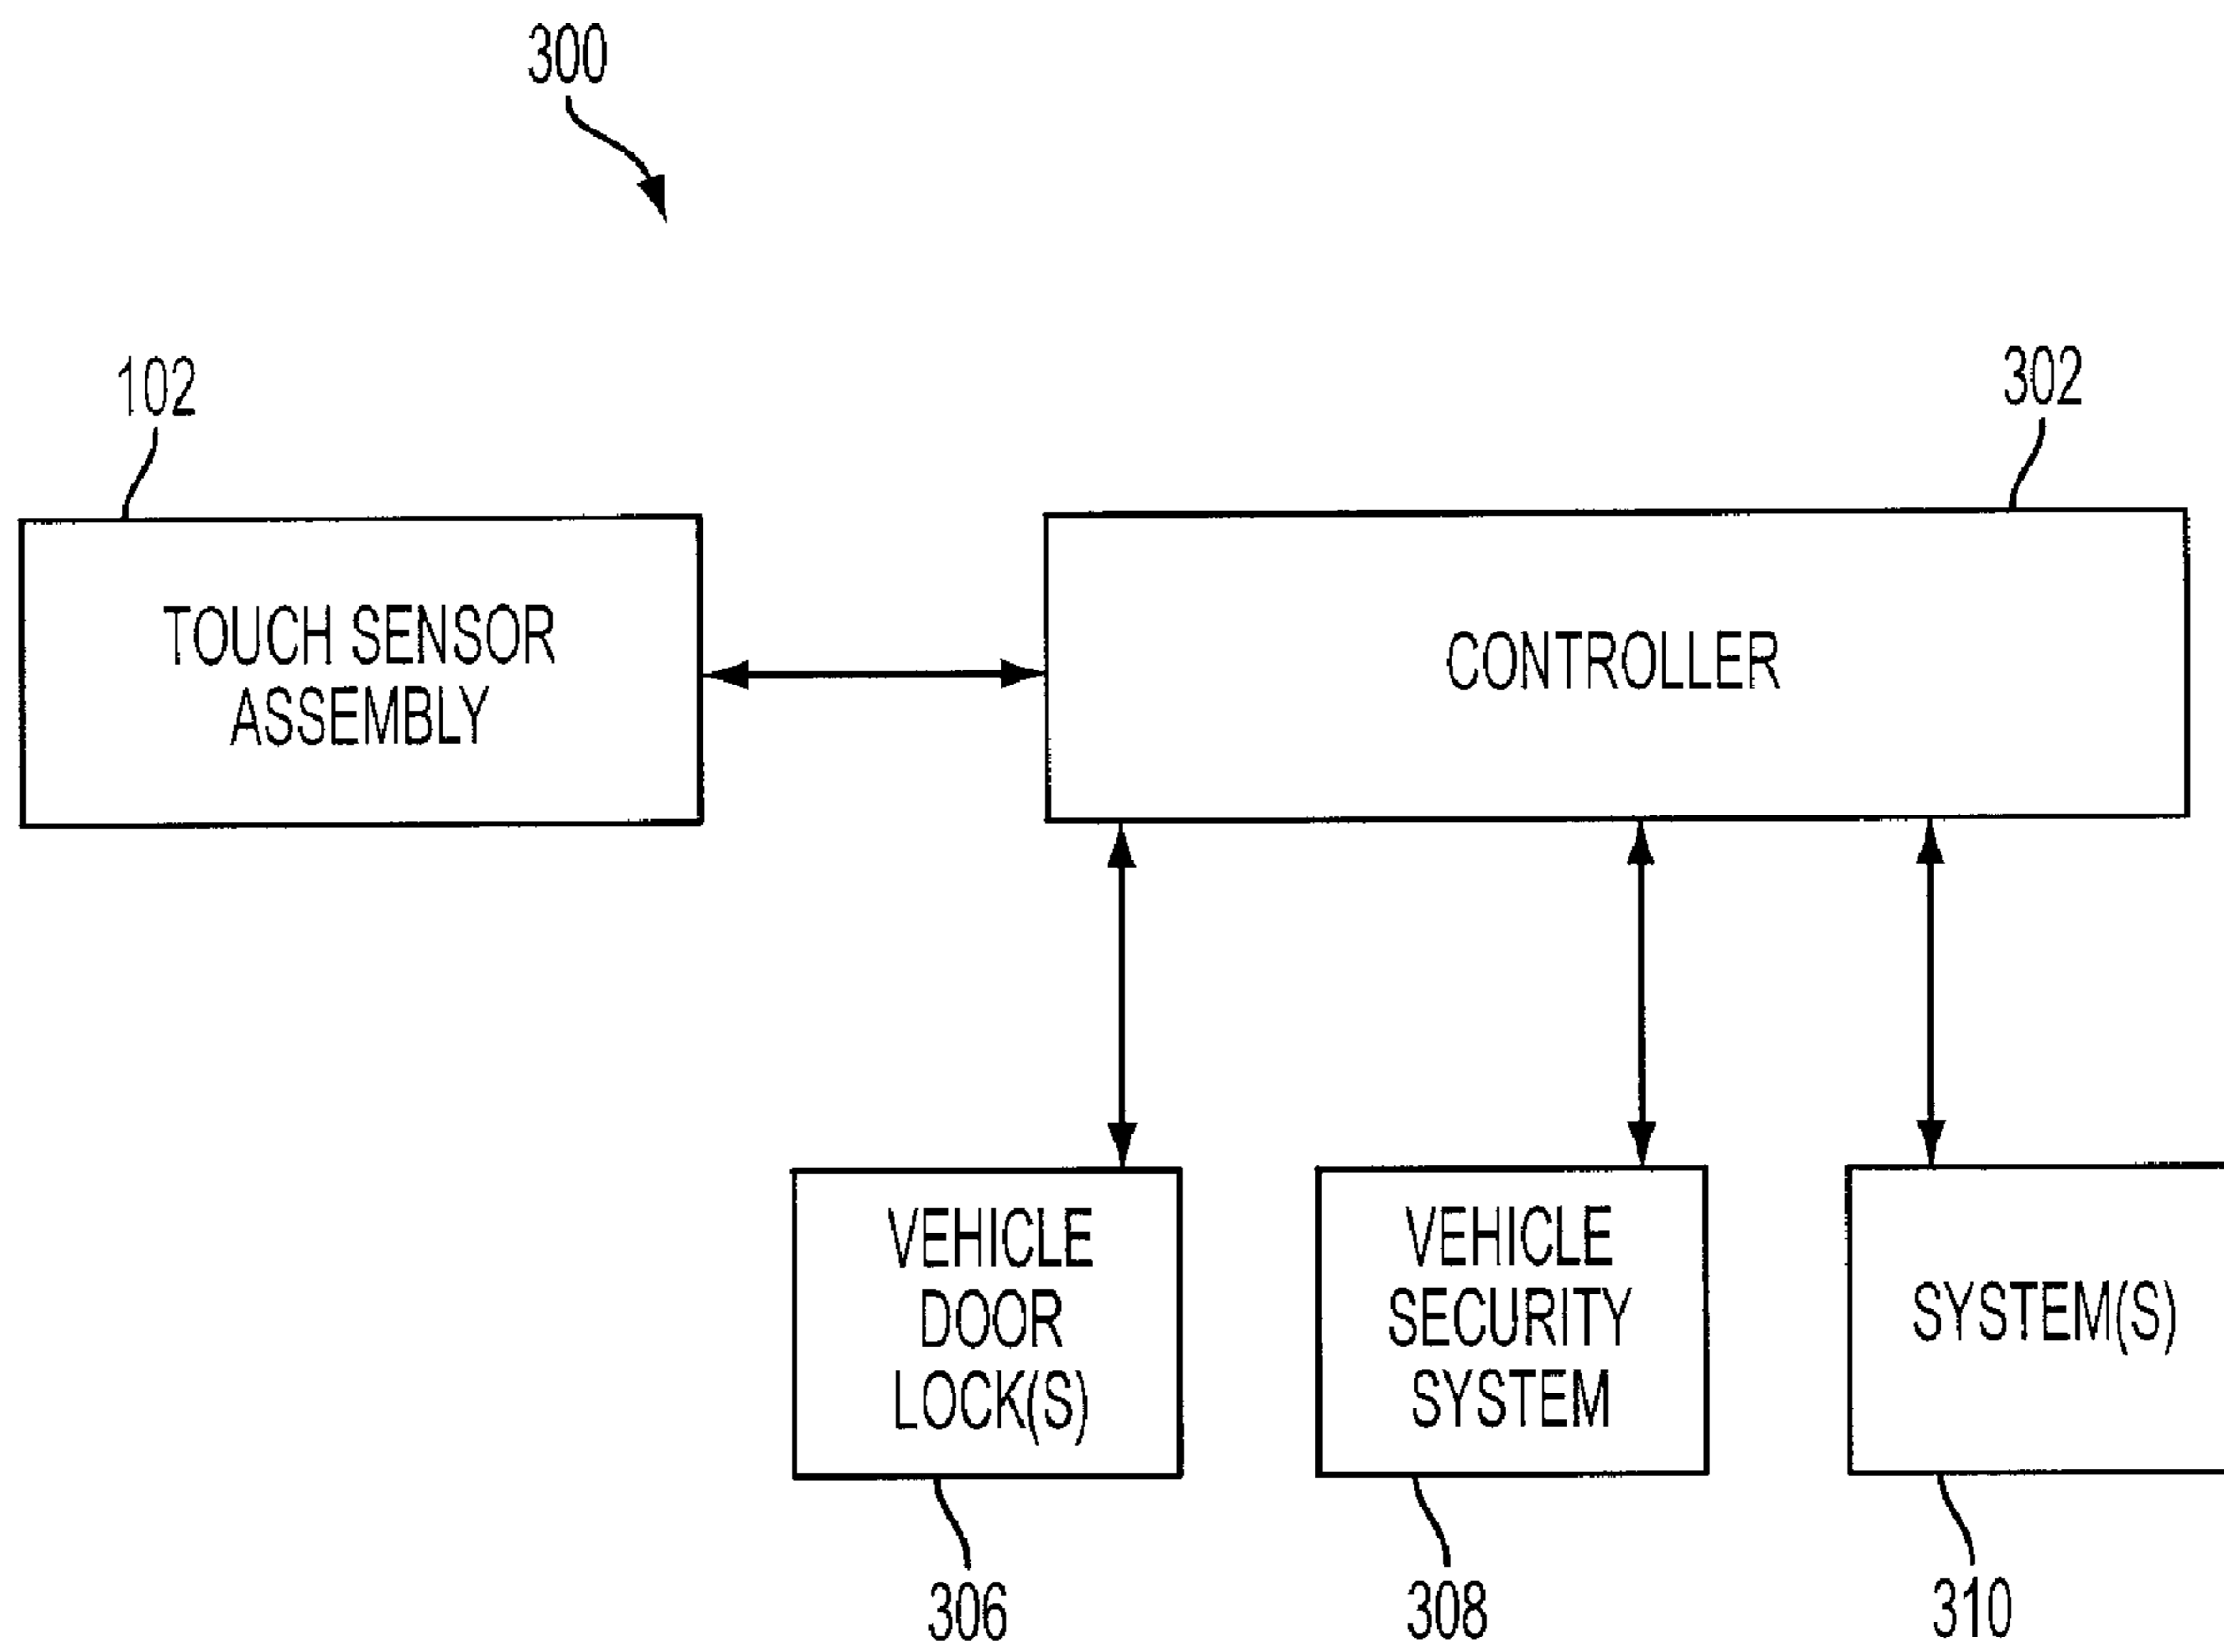 300
102
302
TOUCH SENSOR
ASSEMBLY
CONTROLLER
VEHICLE
DOOR
LOCK(S)
VEHICLE
SECURITY
SYSTEM
SYSTEM(S)
306
308
310